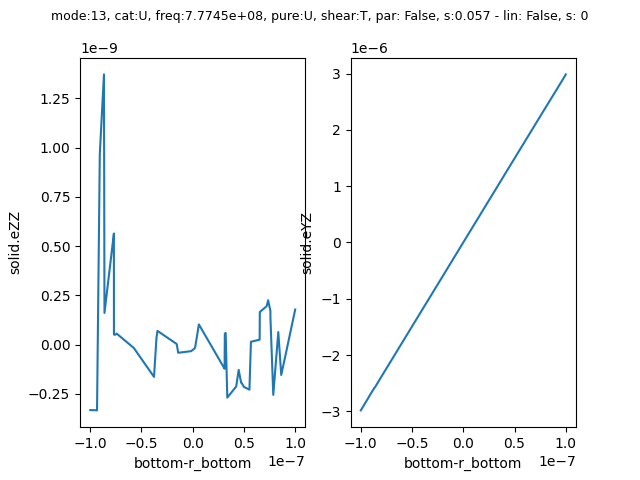 mode:13, cat:U, freq:7.7745e+08, pure:U, shear:T, par: False, s:0.057 - lin: False, s: 0
1e−9
1.25
1.00
0.75
0.50
0.25
0.00
−0.25
solid.eZZ
−1.0 −0.5 0.0 0.5 1.0
bottom-r_bottom 1e−7
1e−6
3
2
1
0
−1
−2
−3
solid.eYZ
−1.0 −0.5 0.0 0.5 1.0
bottom-r_bottom 1e−7